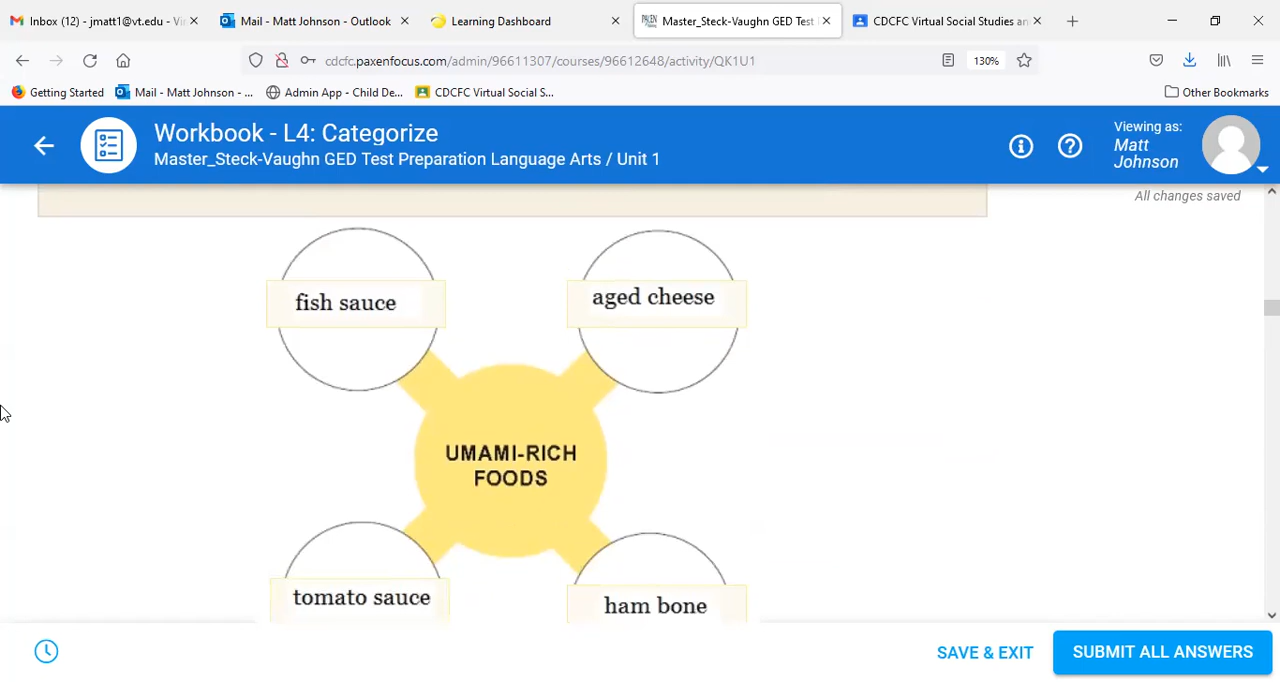 Inbox (12) - jmatt1@vt.edu - Vi
Mail - Matt Johnson - Outlook
Learning Dashboard
Master_Steck-Vaughn GED Test
CDCFC Virtual Social Studies an
cdcfc.paxenfocus.com/admin/96611307/courses/96612648/activity/QK1U1
130%
Getting Started
Mail - Matt Johnson - ...
Admin App - Child De...
CDCFC Virtual Social S...
Other Bookmarks
Workbook - L4: Categorize
Master_Steck-Vaughn GED Test Preparation Language Arts / Unit 1
Viewing as:
Matt
Johnson
All changes saved
fish sauce
aged cheese
UMAMI-RICH
FOODS
tomato sauce
ham bone
SAVE & EXIT
SUBMIT ALL ANSWERS